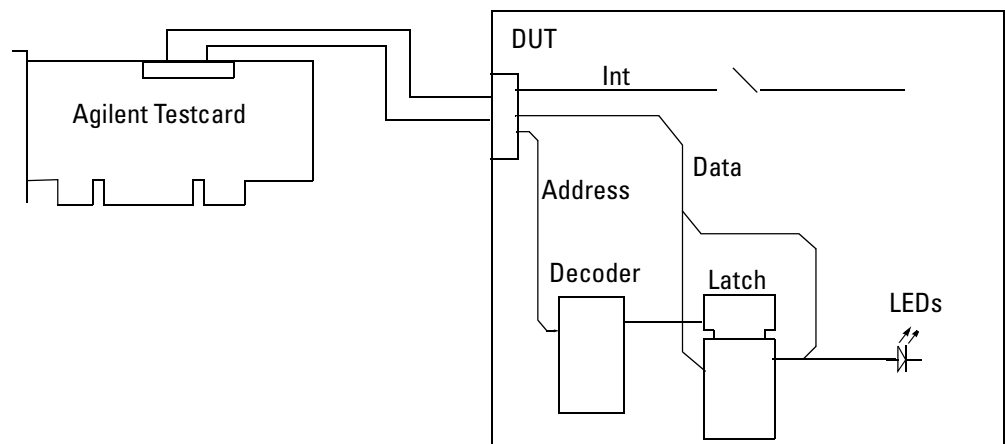 DUT
Int
Agilent Testcard
Data
Address
Decoder
Latch
LEDs